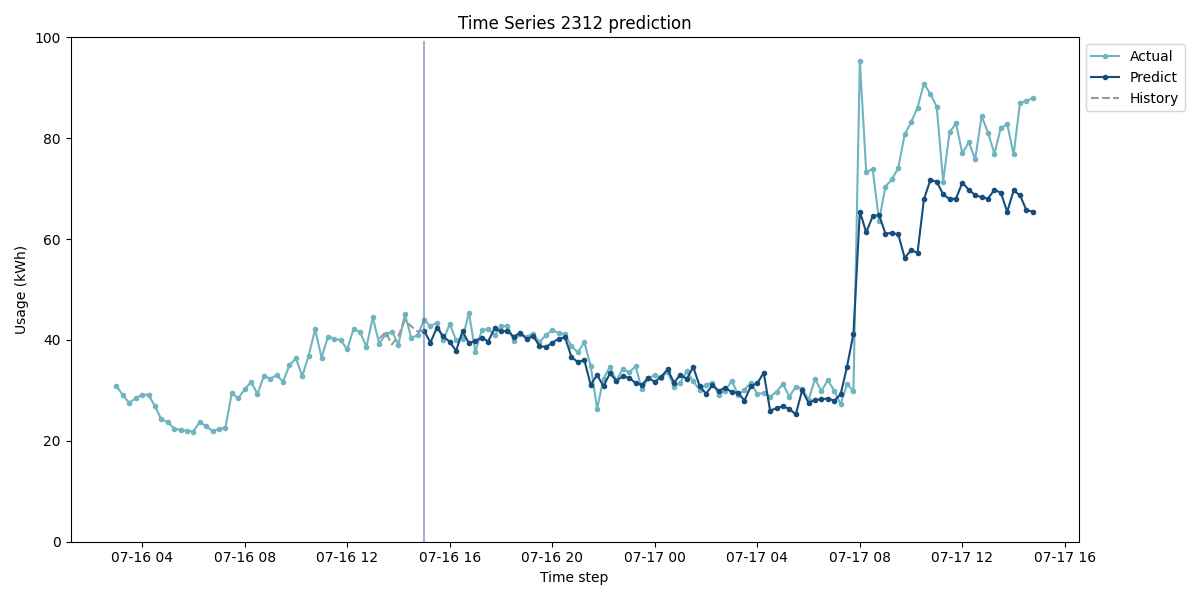 Time Series 2312 prediction
100
80
60
40
20
0
Usage (kWh)
07-16 04
07-16 08
07-16 12
07-16 16
07-16 20
07-17 00
07-17 04
07-17 08
07-17 12
07-17 16
Time step
Actual
Predict
History